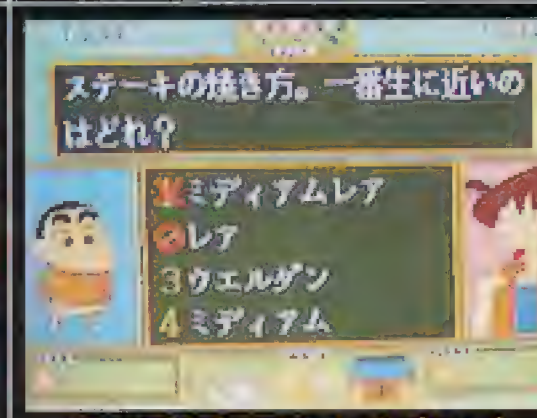 ステーキの焼き方。一番生に近いの
はどれ?
ミディアムレア
レア
3 ウエルダン
4 ミディアム